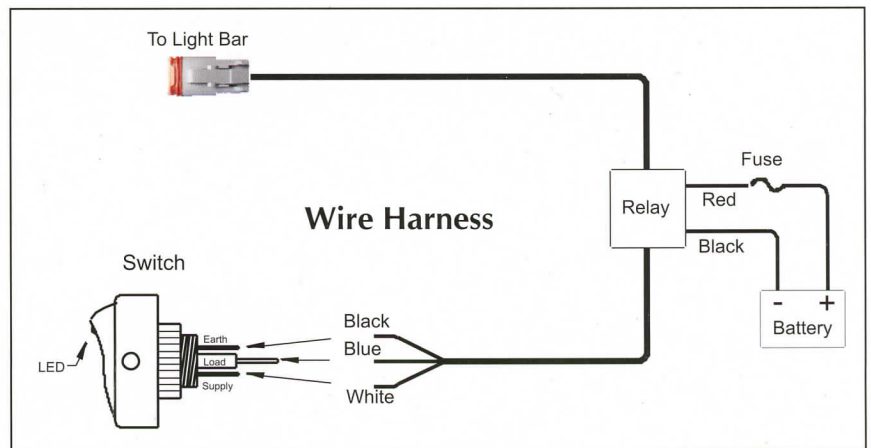 To Light Bar
Fuse
Relay
Red
Wire Harness
Black
Switch
- +
Battery
Black
Earth
Blue
Load
LED
Supply
White